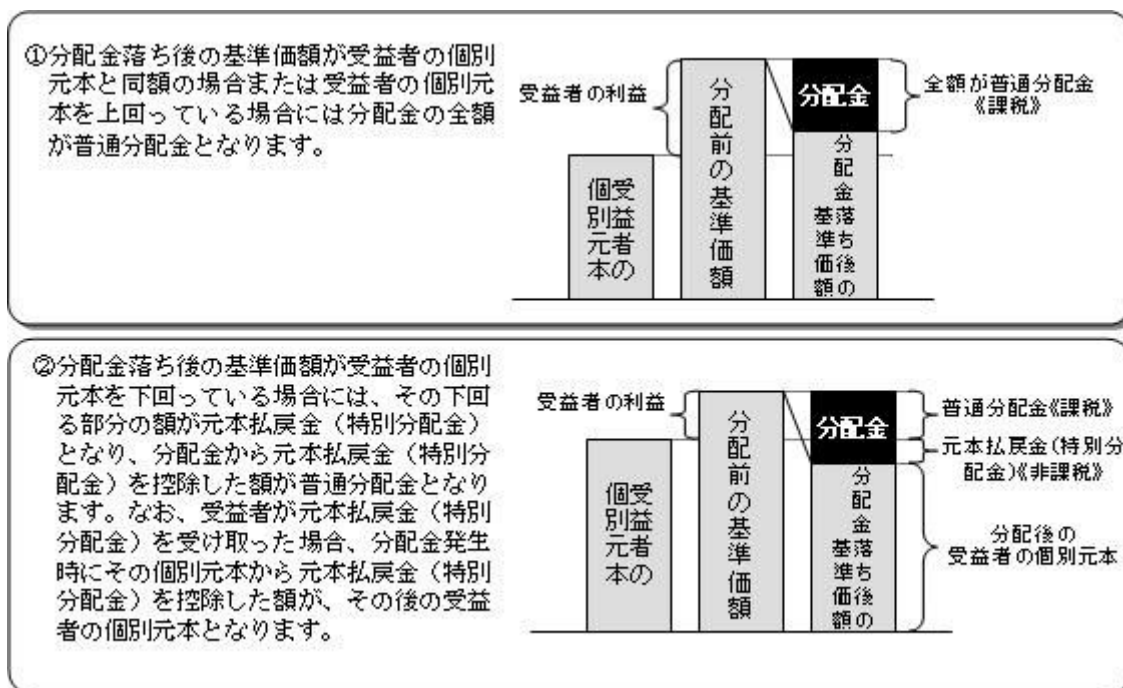 ①分配金落ち後の基準価額が受益者の個別
元本と同額の場合または受益者の個別元
本を上回っている場合には分配金の全額
が普通分配金となります。
受益者の利益
受益者の
個別元本
分配前の基準価額
分配金
分配金落ち後の
基準価額
全額が普通分配金
《課税》
②分配金落ち後の基準価額が受益者の個別
元本を下回っている場合には、その下回
る部分の額が元本払戻金（特別分配金）
となり、分配金から元本払戻金（特別分
配金）を控除した額が普通分配金となり
ます。なお、受益者が元本払戻金（特別
分配金）を受け取った場合、分配金発生
時にその個別元本から元本払戻金（特別
分配金）を控除した額が、その後の受益
者の個別元本となります。
受益者の利益
受益者の
個別元本
分配前の基準価額
分配金
分配金落ち後の
基準価額
普通分配金《課税》
元本払戻金（特別分
配金）《非課税》
分配後の
受益者の個別元本